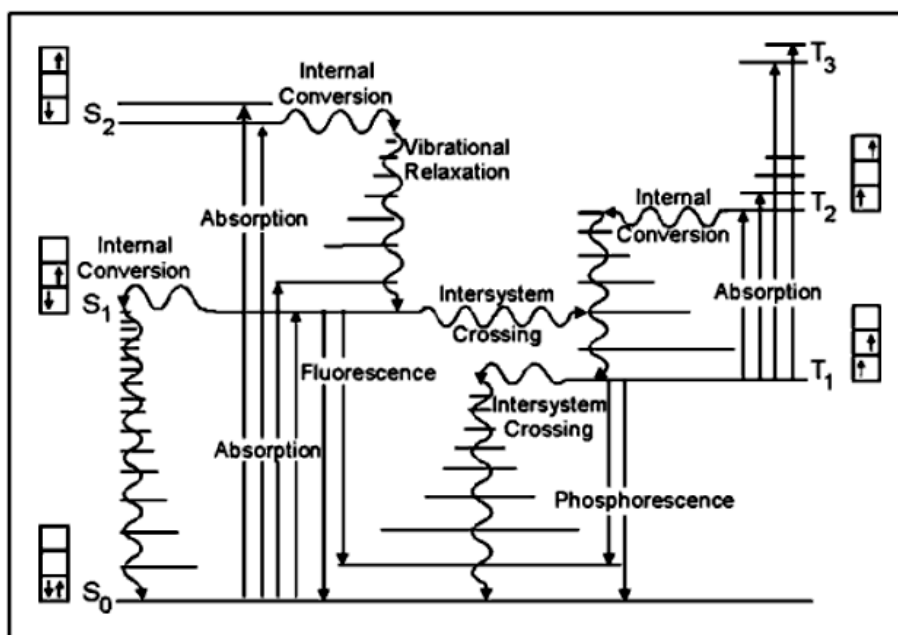 Internal
Conversion
T3
S2
Vibrational
Relaxation
Absorption
Internal
Conversion
T2
Internal
Conversion
S1
Intersystem
Crossing
Absorption
Fluorescence
T1
Intersystem
Crossing
Absorption
Phosphorescence
S0